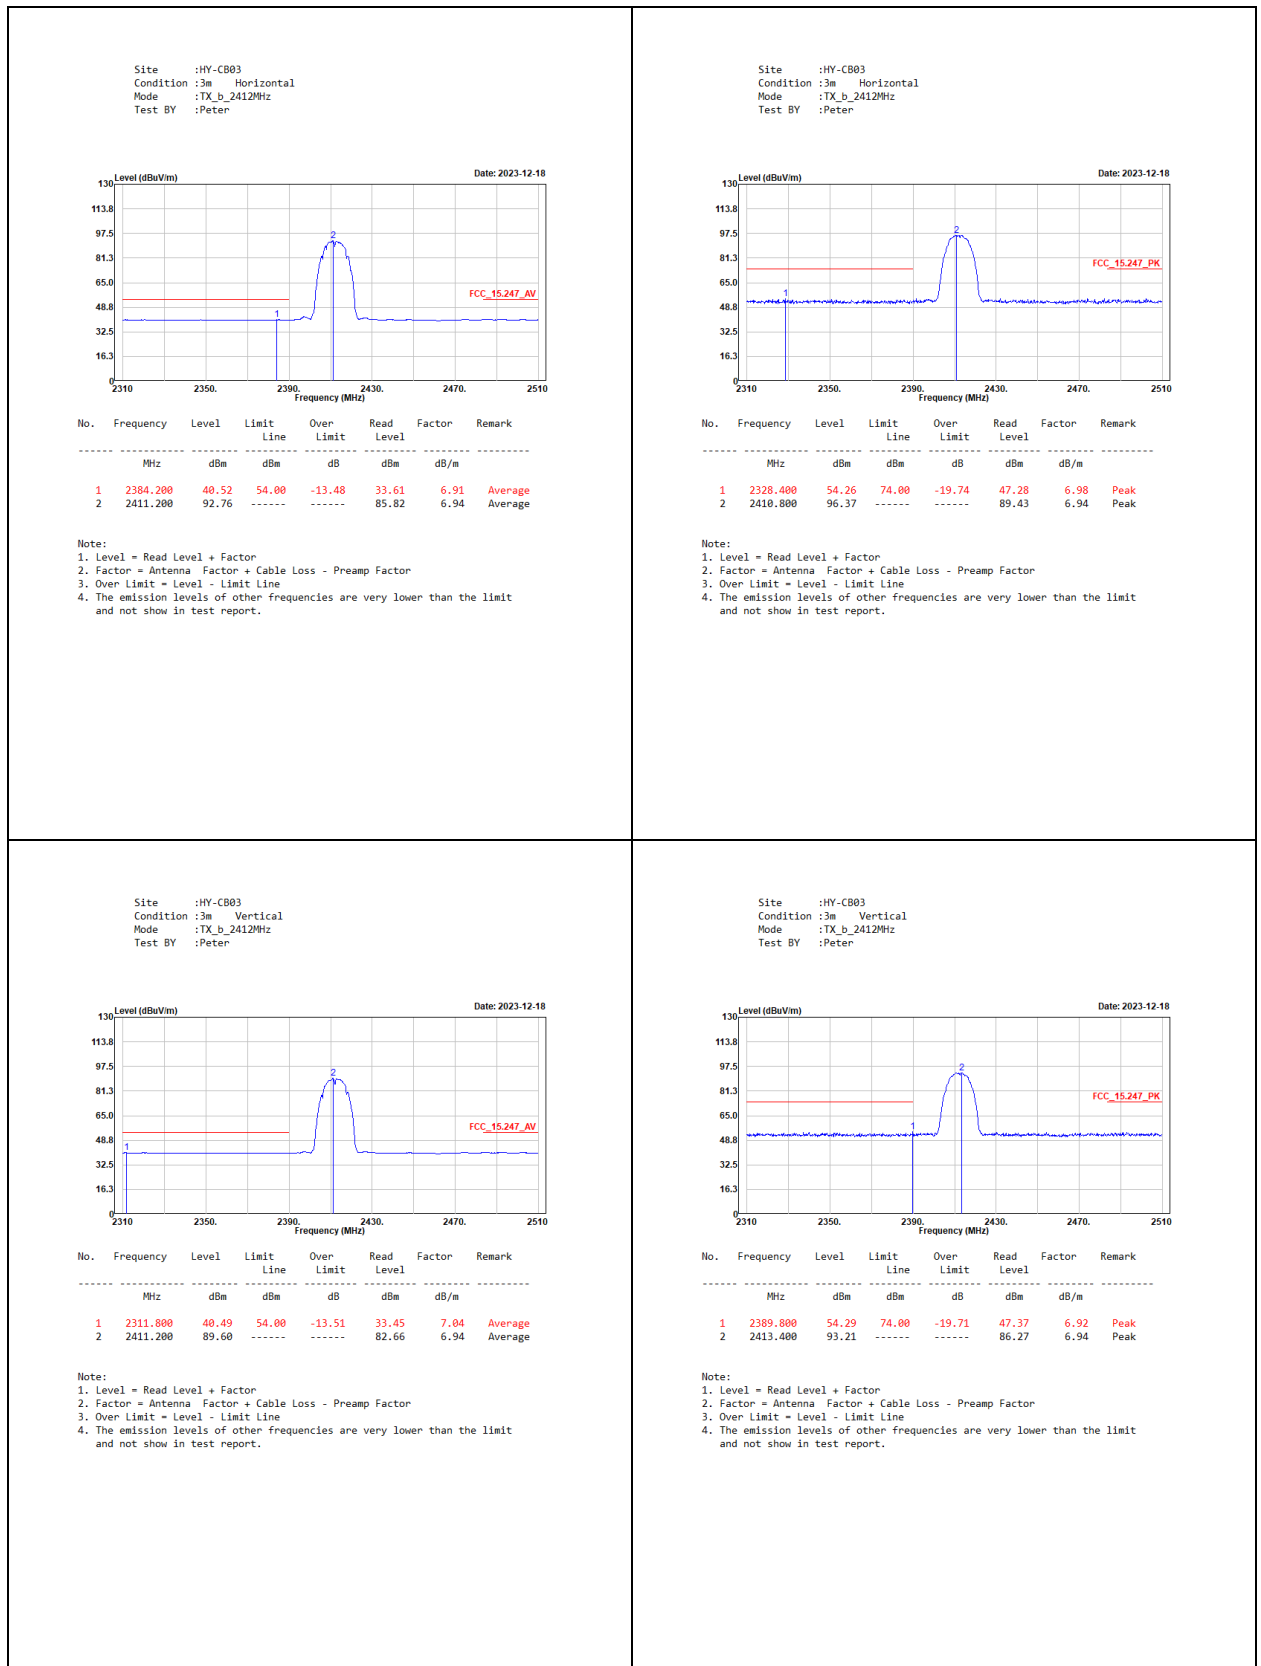 Site      :HY-CB03
Condition :3m    Horizontal
Mode      :TX_b_2412MHz
Test BY   :Peter
Level (dBuV/m)
Date: 2023-12-18
130
113.8
97.5
81.3
65.0
48.8
32.5
16.3
0
2
1
FCC_15.247_AV
2310 2350. 2390. 2430. 2470. 2510
Frequency (MHz)
No. Frequency Level Limit Over Read Factor Remark
Line Limit Level
------ ----------- -------- --------- --------- --------- -------- ---------
MHz dBm dBm dB dBm dB/m
1 2384.200 40.52 54.00 -13.48 33.61 6.91 Average
2 2411.200 92.76 ------ ------ 85.82 6.94 Average
Note:
1. Level = Read Level + Factor
2. Factor = Antenna  Factor + Cable Loss - Preamp Factor
3. Over Limit = Level - Limit Line
4. The emission levels of other frequencies are very lower than the limit
and not show in test report.
Site      :HY-CB03
Condition :3m    Horizontal
Mode      :TX_b_2412MHz
Test BY   :Peter
Level (dBuV/m)
Date: 2023-12-18
130
113.8
97.5
81.3
65.0
48.8
32.5
16.3
0
2
1
FCC_15.247_PK
2310 2350. 2390. 2430. 2470. 2510
Frequency (MHz)
No. Frequency Level Limit Over Read Factor Remark
Line Limit Level
------ ----------- -------- --------- --------- --------- -------- ---------
MHz dBm dBm dB dBm dB/m
1 2328.400 54.26 74.00 -19.74 47.28 6.98 Peak
2 2410.800 96.37 ------ ------ 89.43 6.94 Peak
Note:
1. Level = Read Level + Factor
2. Factor = Antenna  Factor + Cable Loss - Preamp Factor
3. Over Limit = Level - Limit Line
4. The emission levels of other frequencies are very lower than the limit
and not show in test report.
Site      :HY-CB03
Condition :3m    Vertical
Mode      :TX_b_2412MHz
Test BY   :Peter
Level (dBuV/m)
Date: 2023-12-18
130
113.8
97.5
81.3
65.0
48.8
32.5
16.3
0
2
1
FCC_15.247_AV
2310 2350. 2390. 2430. 2470. 2510
Frequency (MHz)
No. Frequency Level Limit Over Read Factor Remark
Line Limit Level
------ ----------- -------- --------- --------- --------- -------- ---------
MHz dBm dBm dB dBm dB/m
1 2311.800 40.49 54.00 -13.51 33.45 7.04 Average
2 2411.200 89.60 ------ ------ 82.66 6.94 Average
Note:
1. Level = Read Level + Factor
2. Factor = Antenna  Factor + Cable Loss - Preamp Factor
3. Over Limit = Level - Limit Line
4. The emission levels of other frequencies are very lower than the limit
and not show in test report.
Site      :HY-CB03
Condition :3m    Vertical
Mode      :TX_b_2412MHz
Test BY   :Peter
Level (dBuV/m)
Date: 2023-12-18
130
113.8
97.5
81.3
65.0
48.8
32.5
16.3
0
2
1
FCC_15.247_PK
2310 2350. 2390. 2430. 2470. 2510
Frequency (MHz)
No. Frequency Level Limit Over Read Factor Remark
Line Limit Level
------ ----------- -------- --------- --------- --------- -------- ---------
MHz dBm dBm dB dBm dB/m
1 2389.800 54.29 74.00 -19.71 47.37 6.92 Peak
2 2413.400 93.21 ------ ------ 86.27 6.94 Peak
Note:
1. Level = Read Level + Factor
2. Factor = Antenna  Factor + Cable Loss - Preamp Factor
3. Over Limit = Level - Limit Line
4. The emission levels of other frequencies are very lower than the limit
and not show in test report.